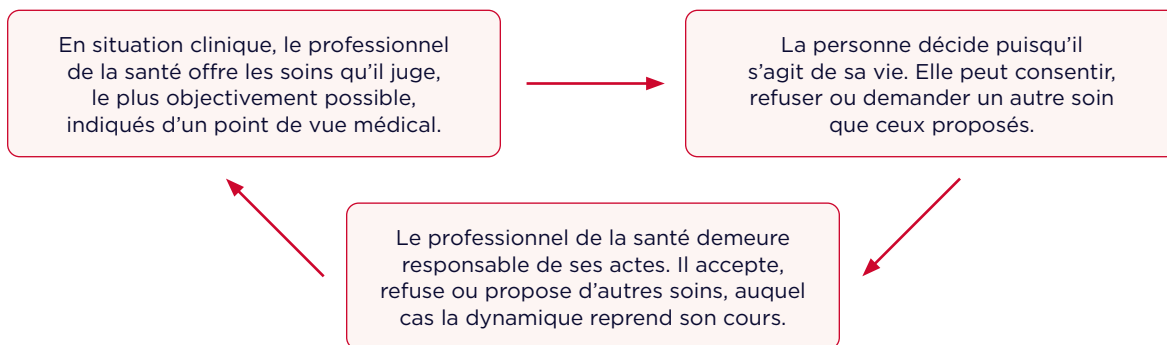 En situation clinique, le professionnel
de la santé offre les soins qu'il juge,
le plus objectivement possible,
indiqués d'un point de vue médical.
La personne décide puisqu'il
s'agit de sa vie. Elle peut consentir,
refuser ou demander un autre soin
que ceux proposés.
Le professionnel de la santé demeure
responsable de ses actes. Il accepte,
refuse ou propose d'autres soins, auquel
cas la dynamique reprend son cours.